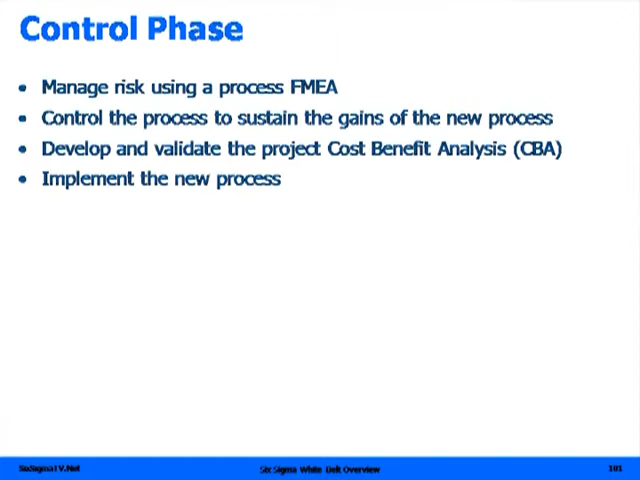 Control Phase
• Manage risk using a process FMEA
• Control the process to sustain the gains of the new process
• Develop and validate the project Cost Benefit Analysis (CBA)
• Implement the new process
SixSigmaTV.Net Six Sigma White Belt Overview 101